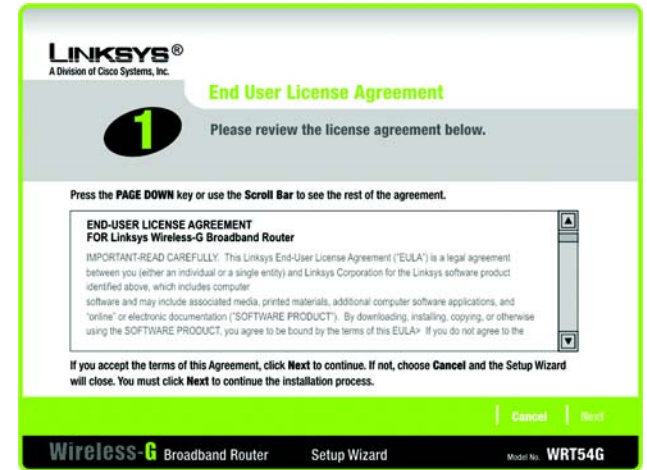 LINKSYS®
A Division of Cisco Systems, Inc.
End User License Agreement
1
Please review the license agreement below.
Press the PAGE DOWN key or use the Scroll Bar to see the rest of the agreement.
END-USER LICENSE AGREEMENT
FOR Linksys Wireless-G Broadband Router
IMPORTANT-READ CAREFULLY. This Linksys End-User License Agreement ("EULA") is a legal agreement
between you (either an individual or a single entity) and Linksys Corporation for the Linksys software product
identified above, which includes computer
software and may include associated media, printed materials, additional computer software applications, and
"online" or electronic documentation ("SOFTWARE PRODUCT"). By downloading, installing, copying, or otherwise
using the SOFTWARE PRODUCT, you agree to be bound by the terms of this EULA> If you do not agree to the
If you accept the terms of this Agreement, click Next to continue. If not, choose Cancel and the Setup Wizard
will close. You must click Next to continue the installation process.
Cancel Next
Wireless-G Broadband Router Setup Wizard Model No. WRT54G